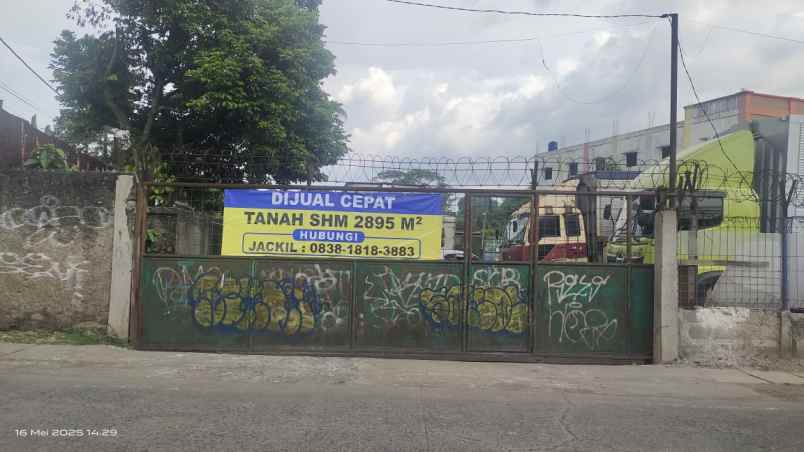 DIJUAL CEPAT
TANAH SHM 2895 M²
HUBUNGI
JACKIL : 0838-1818-3883
16 Mei 2025 14:29